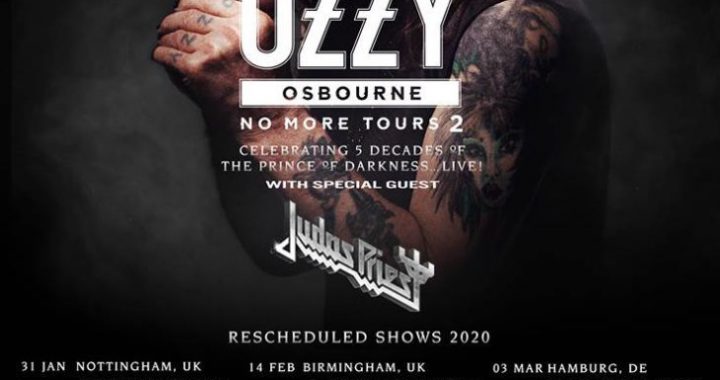 OZZY
OSBOURNE
NO MORE TOURS 2
CELEBRATING 5 DECADES OF
THE PRINCE OF DARKNESS...LIVE!
WITH SPECIAL GUEST
Judas Priest
RESCHEDULED SHOWS 2020
31 JAN NOTTINGHAM, UK
14 FEB BIRMINGHAM, UK
03 MAR HAMBURG, DE